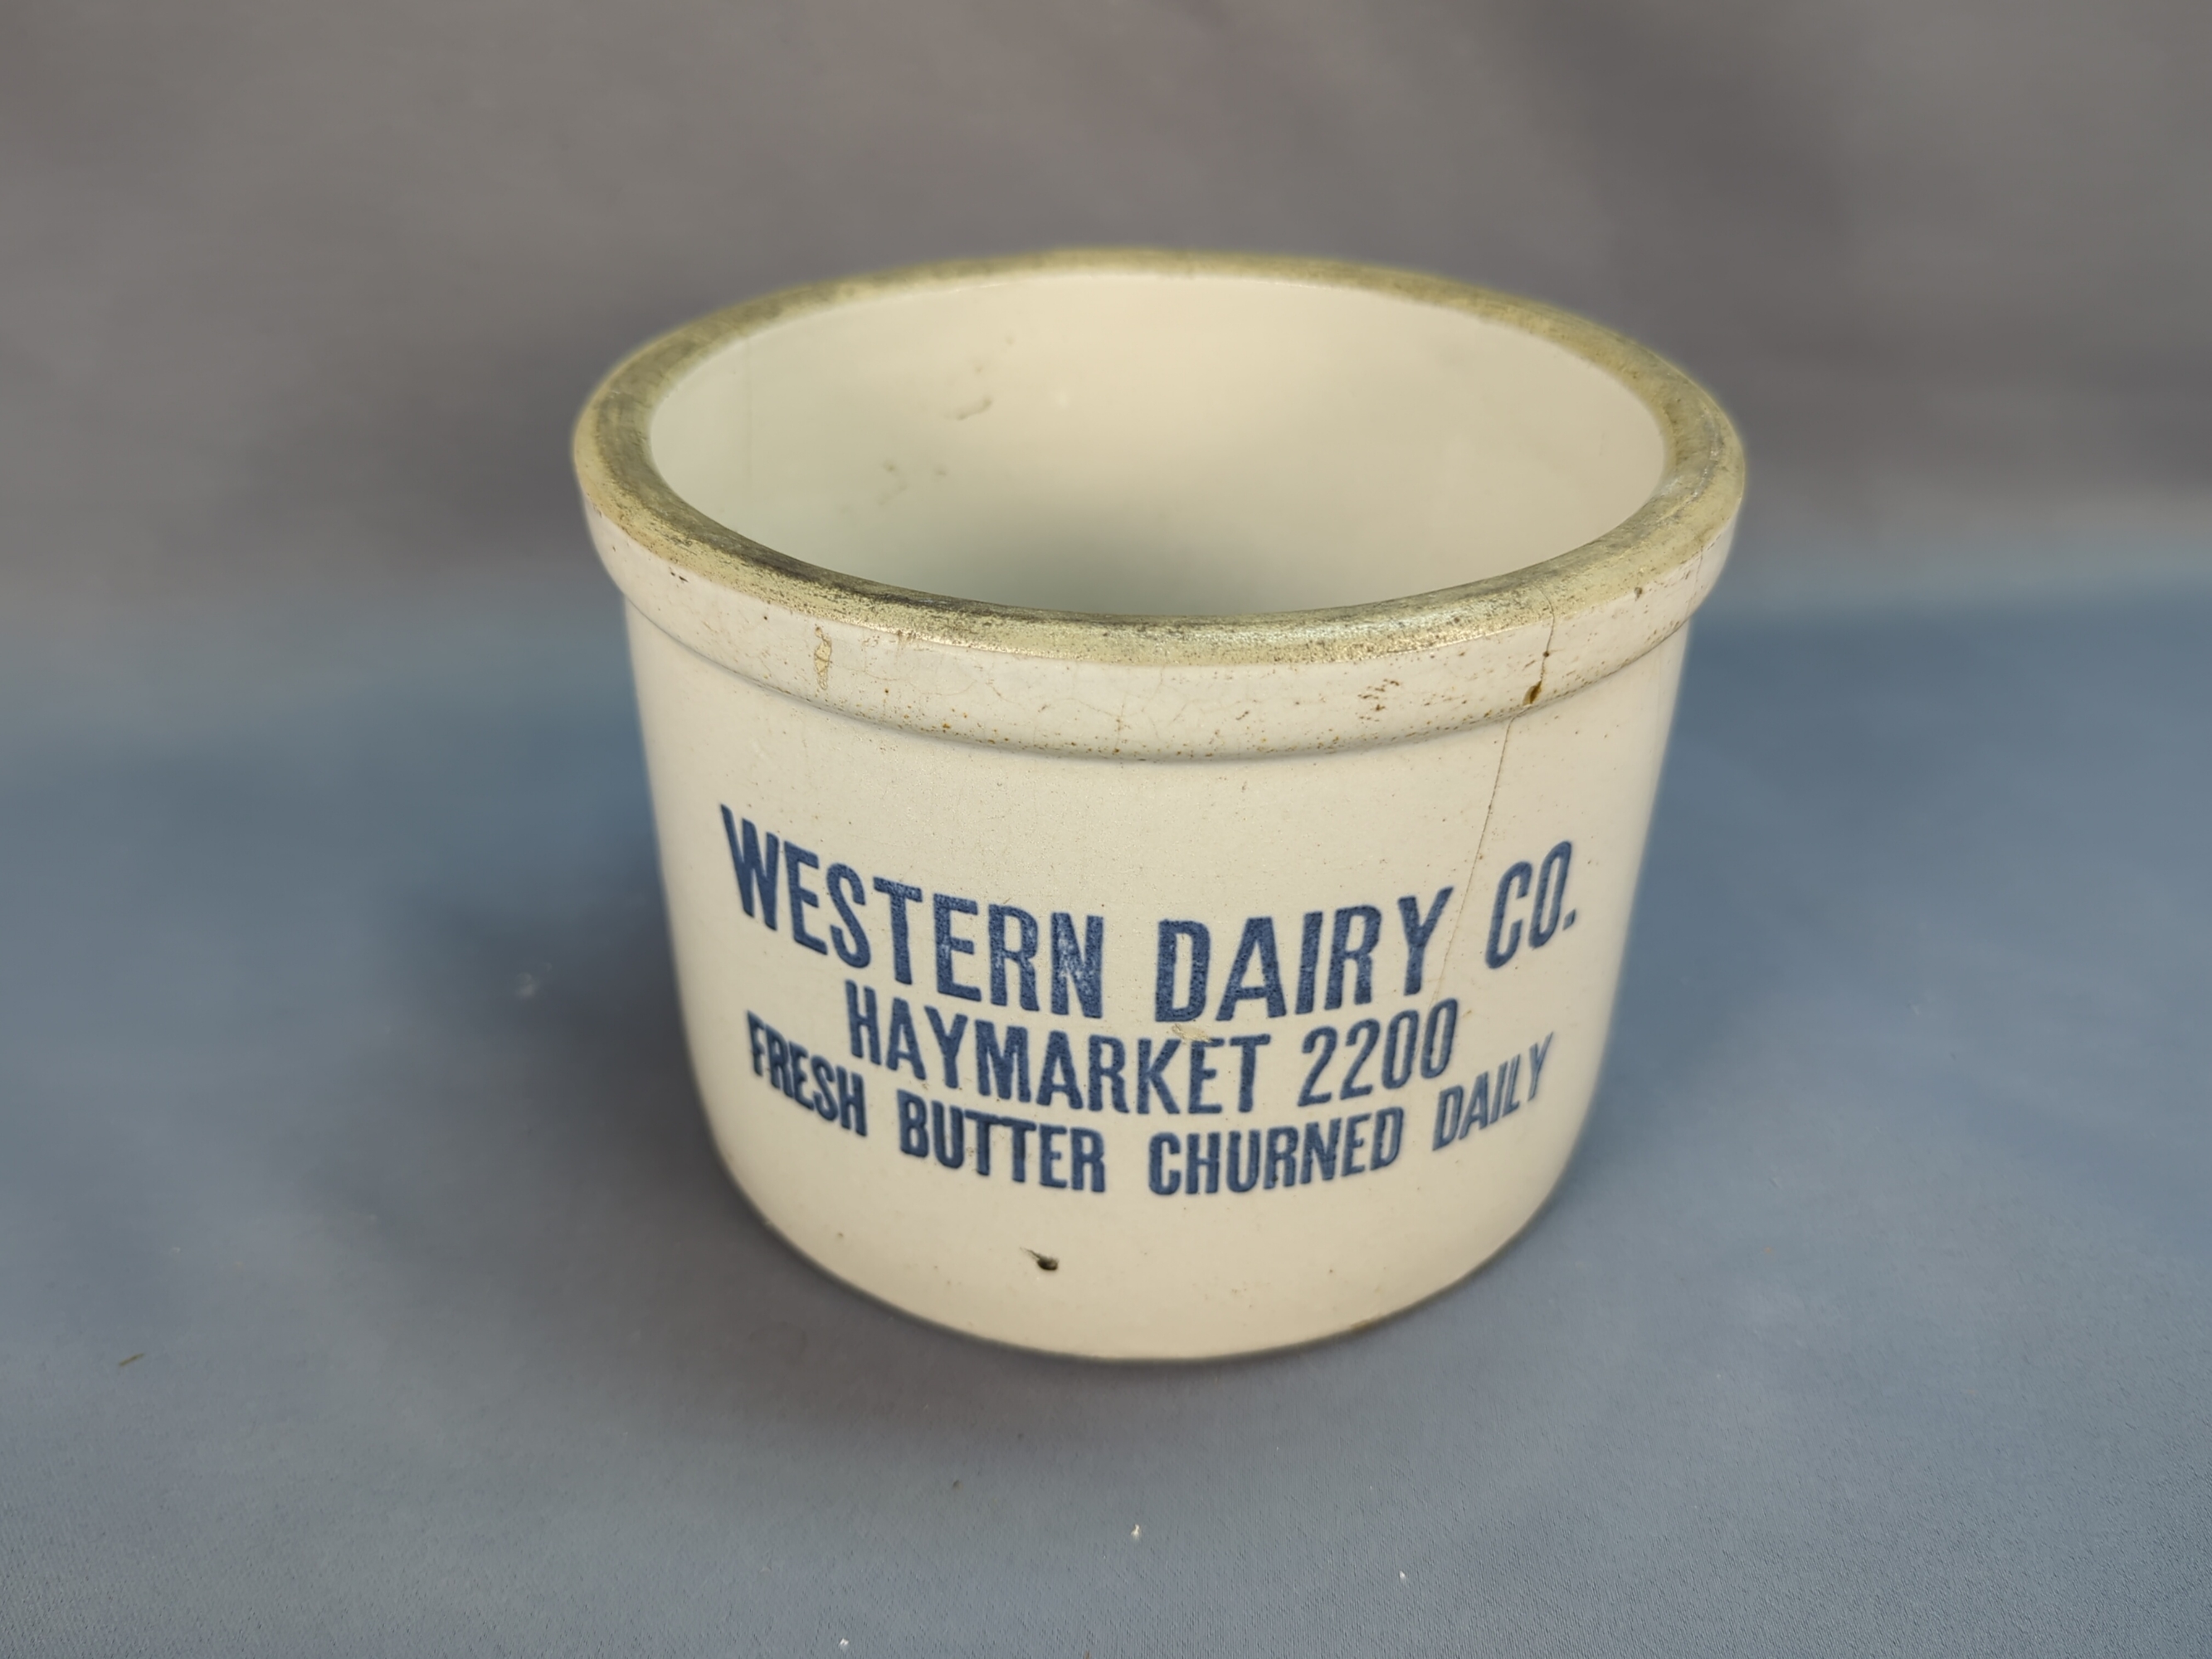 WESTERN DAIRY CO.
HAYMARKET 2200
FRESH BUTTER CHURNED DAILY